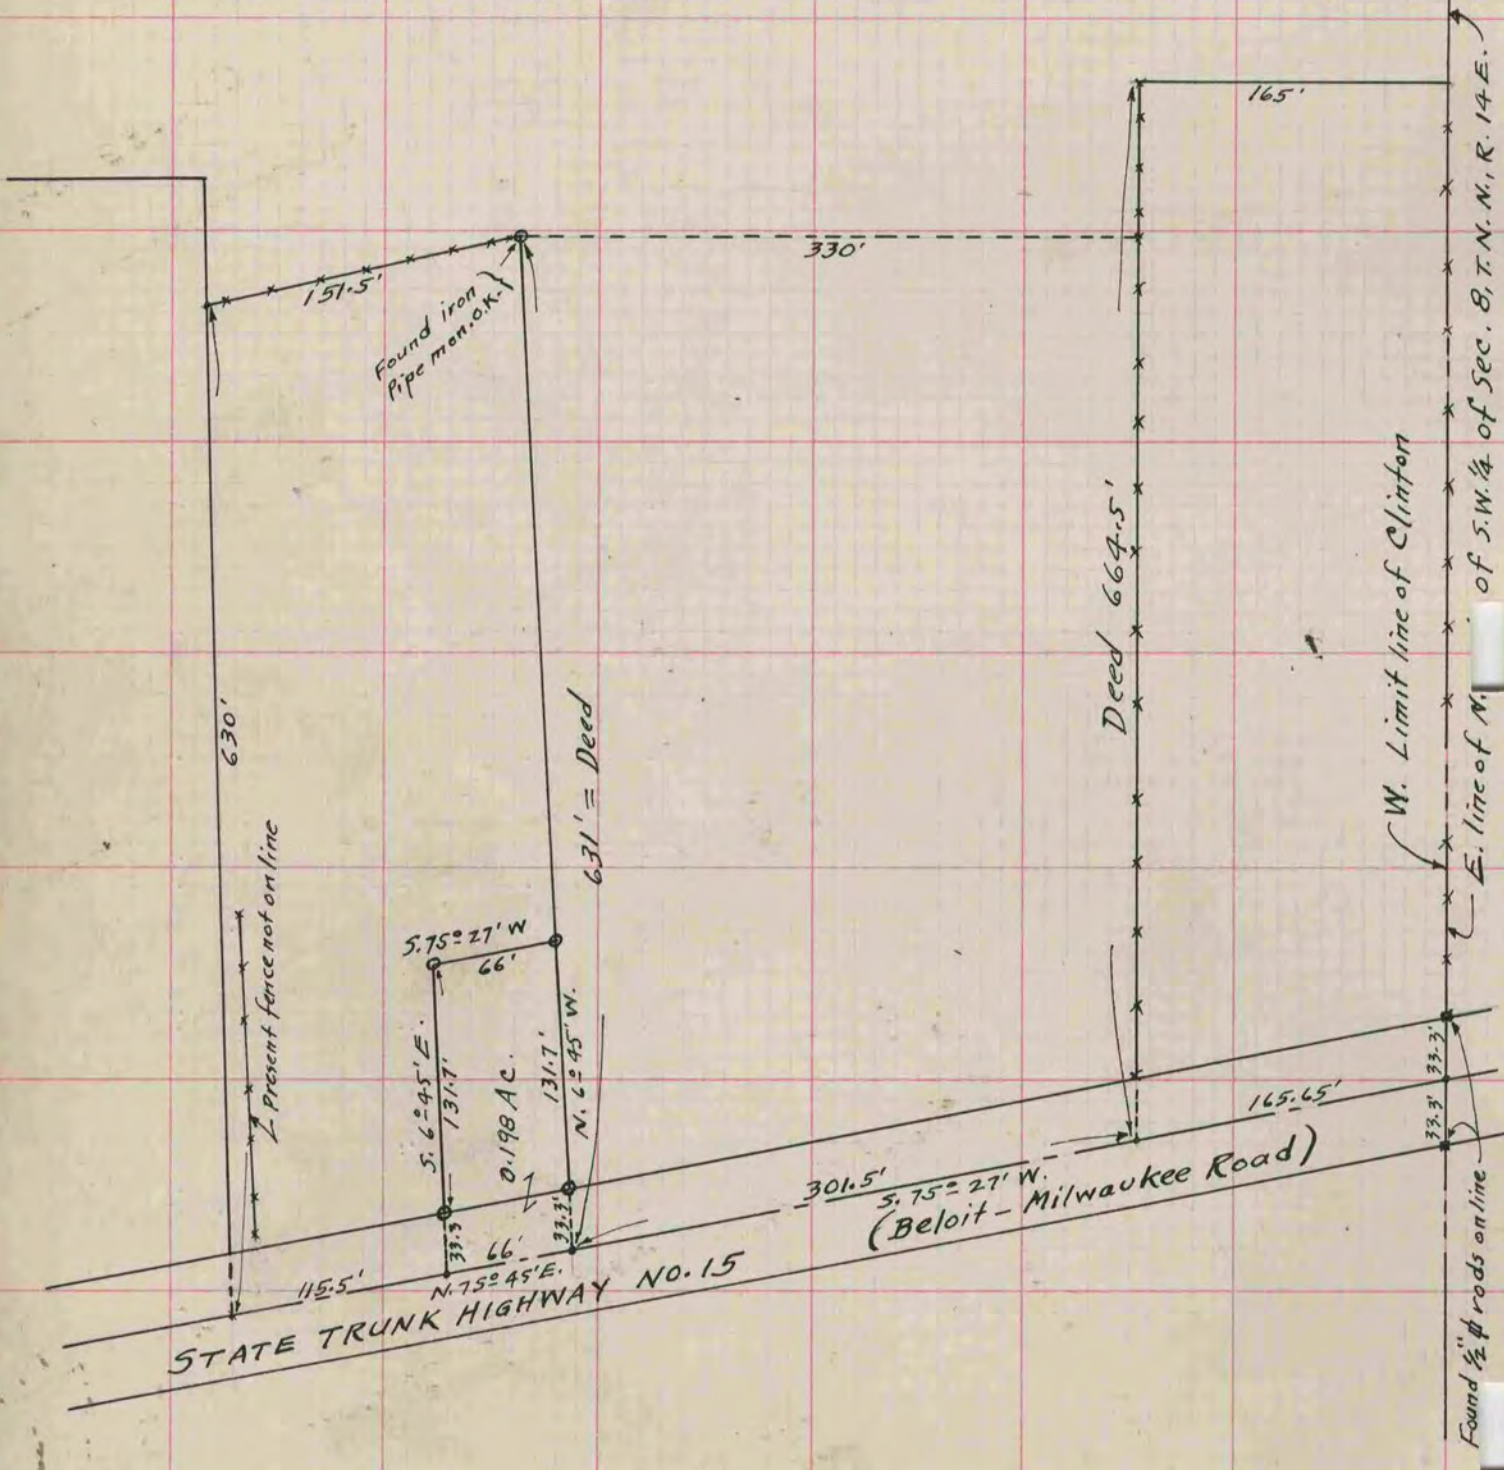 165'
330'
151.5'
Found iron
Pipe mon. O.K.
630'
631' = Deed
Deed 664.5'
W. Limit line of Clinton
E. line of N. of S.W. ¼ of Sec. 8, T. N. N., R. 14 E.
Present fence not on line
S. 75° 27' W
66'
S. 6° 45' E.
131.7'
0.198 Ac.
131.7'
N. 6° 45' W.
33.3'
33.3'
165.65'
33.3'
33.3'
301.5'
S. 75° 27' W.
(Beloit - Milwaukee Road)
115.5'
66'
N. 75° 45' E.
STATE TRUNK HIGHWAY NO. 15
Found ½" ϕ rods on line